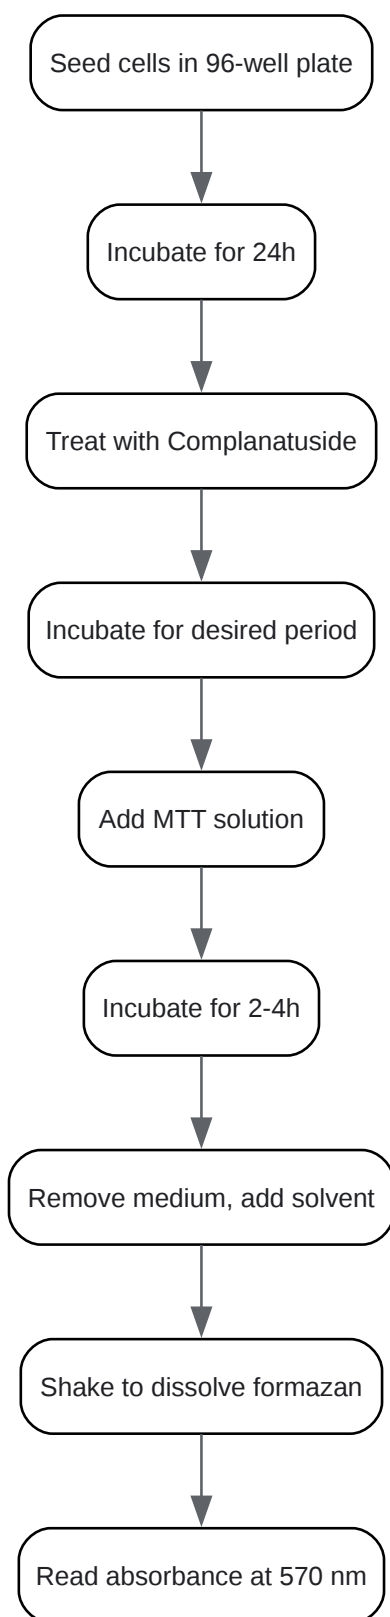 Seed cells in 96-well plate
Incubate for 24h
Treat with Complanatuside
Incubate for desired period
Add MTT solution
Incubate for 2-4h
Remove medium, add solvent
Shake to dissolve formazan
Read absorbance at 570 nm